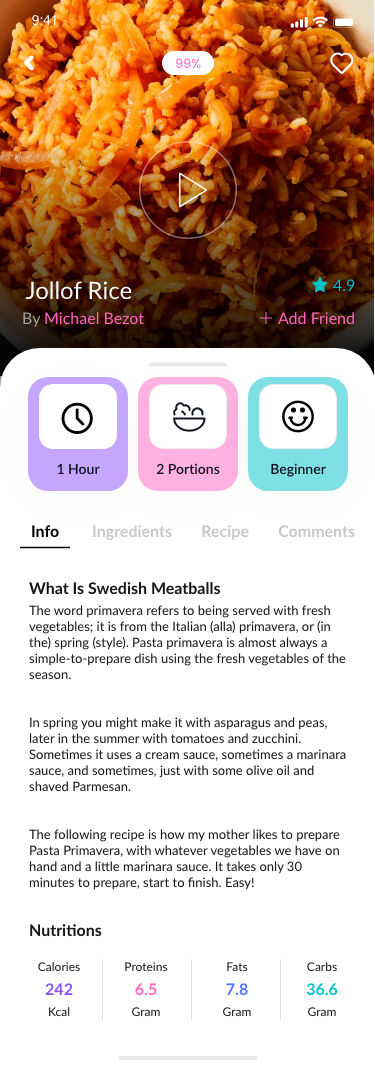 9:41
99%
Jollof Rice
4.9
By Michael Bezot
+ Add Friend
1 Hour
2 Portions
Beginner
Info
Ingredients
Recipe
Comments
What Is Swedish Meatballs
The word primavera refers to being served with fresh
vegetables; it is from the Italian (alla) primavera, or (in
the) spring (style). Pasta primavera is almost always a
simple-to-prepare dish using the fresh vegetables of the
season.
In spring you might make it with asparagus and peas,
later in the summer with tomatoes and zucchini.
Sometimes it uses a cream sauce, sometimes a marinara
sauce, and sometimes, just with some olive oil and
shaved Parmesan.
The following recipe is how my mother likes to prepare
Pasta Primavera, with whatever vegetables we have on
hand and a little marinara sauce. It takes only 30
minutes to prepare, start to finish. Easy!
Nutritions
Calories
Proteins
Fats
Carbs
242
6.5
7.8
36.6
Kcal
Gram
Gram
Gram